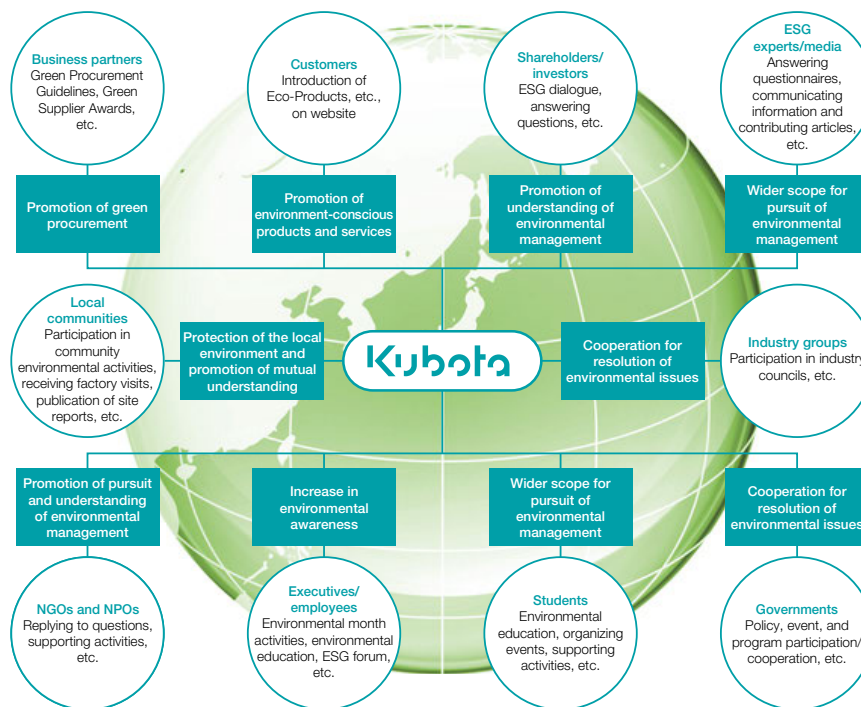 Business partners
Green Procurement
Guidelines, Green
Supplier Awards,
etc.
Customers
Introduction of
Eco-Products, etc.,
on website
Shareholders/
investors
ESG dialogue,
answering
questions, etc.
ESG
experts/media
Answering
questionnaires,
communicating
information and
contributing articles,
etc.
Promotion of green
procurement
Promotion of
environment-conscious
products and services
Promotion of
understanding of
environmental
management
Wider scope for
pursuit of
environmental
management
Local
communities
Participation in
community
environmental activities,
receiving factory visits,
publication of site
reports, etc.
Protection of the local
environment and
promotion of mutual
understanding
Kubota
Cooperation for
resolution of
environmental issues
Industry groups
Participation in industry
councils, etc.
Promotion of pursuit
and understanding
of environmental
management
Increase in
environmental
awareness
Wider scope for
pursuit of
environmental
management
Cooperation for
resolution of
environmental issues
NGOs and NPOs
Replying to questions,
supporting activities,
etc.
Executives/
employees
Environmental month
activities, environmental
education, ESG forum,
etc.
Students
Environmental
education, organizing
events, supporting
activities, etc.
Governments
Policy, event, and
program participation/
cooperation, etc.